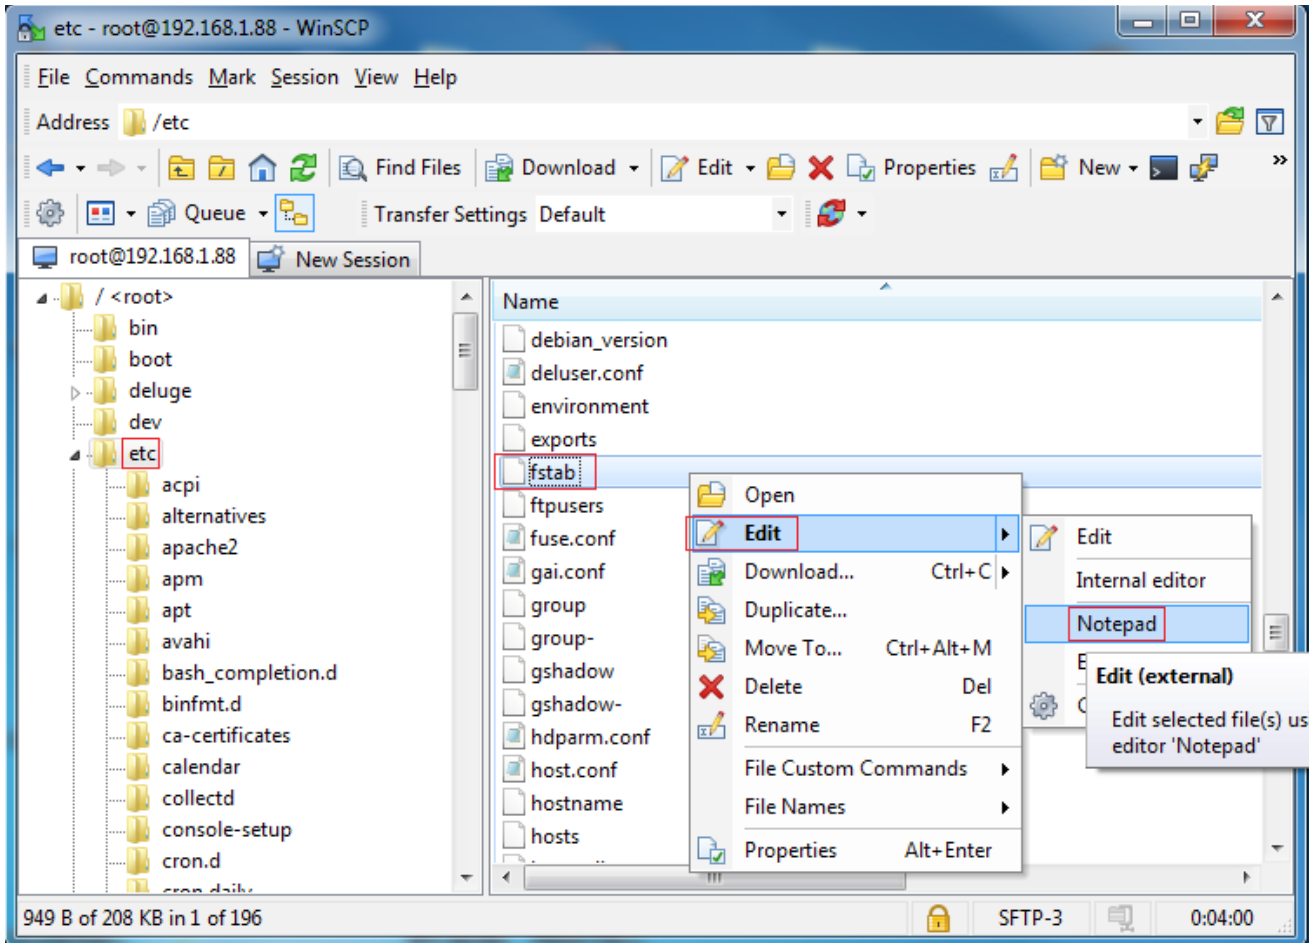 etc - root@192.168.1.88 - WinSCP
File Commands Mark Session View Help
Address /etc
Find Files Download Edit Properties New »
Queue Transfer Settings Default
root@192.168.1.88 New Session
/ <root>
bin
boot
deluge
dev
etc
acpi
alternatives
apache2
apm
apt
avahi
bash_completion.d
binfmt.d
ca-certificates
calendar
collectd
console-setup
cron.d
cron.daily
Name
debian_version
deluser.conf
environment
exports
fstab
ftpusers
fuse.conf
gai.conf
group
group-
gshadow
gshadow-
hdparm.conf
host.conf
hostname
hosts
Open
Edit
Download... Ctrl+C
Duplicate...
Move To... Ctrl+Alt+M
Delete Del
Rename F2
File Custom Commands
File Names
Properties Alt+Enter
Edit
Internal editor
Notepad
Edit (external)
Edit selected file(s) us
editor 'Notepad'
949 B of 208 KB in 1 of 196
SFTP-3
0:04:00